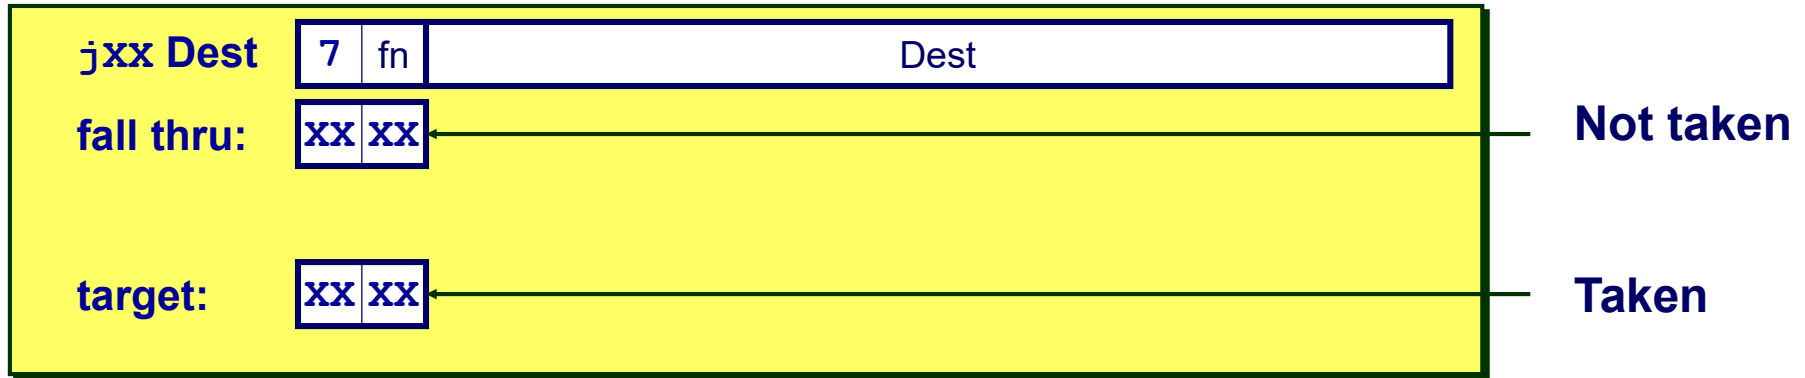 jxx Dest 7 fn Dest
fall thru: xx xx Not taken
target: xx xx Taken